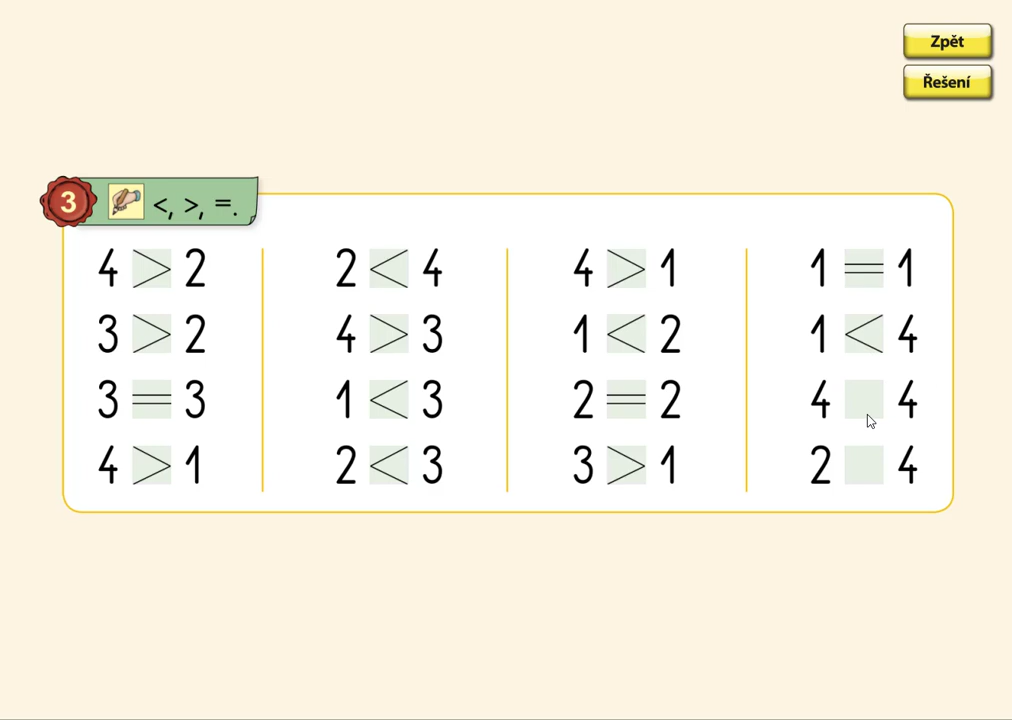 Zpět
Řešení
3 <, >, =.
4 > 2 2 < 4 4 > 1 1 = 1
3 > 2 4 > 3 1 < 2 1 < 4
3 = 3 1 < 3 2 = 2 4 4
4 > 1 2 < 3 3 > 1 2 4